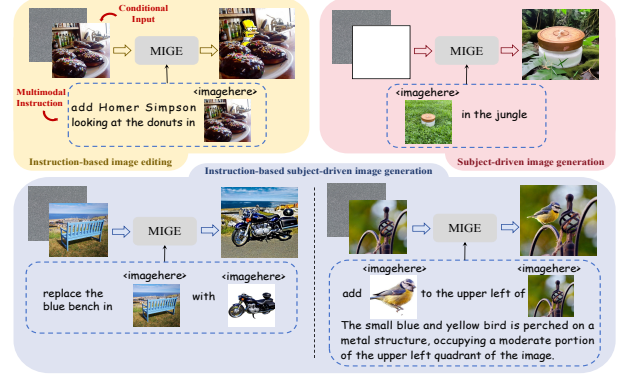 Conditional
Input
MIGE
Multimodal
Instruction
<imagehere>
add Homer Simpson
looking at the donuts in
Instruction-based image editing
MIGE
<imagehere>
in the jungle
Subject-driven image generation
Instruction-based subject-driven image generation
MIGE
<imagehere>
<imagehere>
replace the
blue bench in
with
MIGE
<imagehere>
<imagehere>
add
to the upper left of
The small blue and yellow bird is perched on a
metal structure, occupying a moderate portion
of the upper left quadrant of the image.